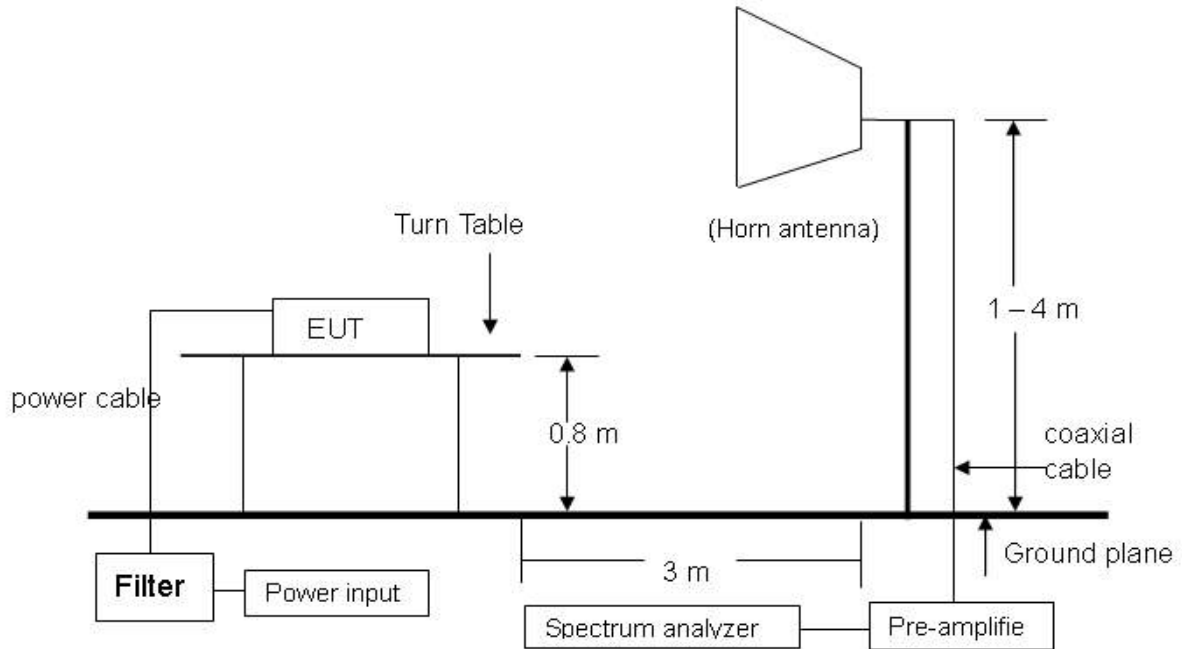 (Horn antenna)
Turn Table
1 – 4 m
EUT
power cable
0.8 m
coaxial
cable
Ground plane
3 m
Filter
Power input
Spectrum analyzer
Pre-amplifie